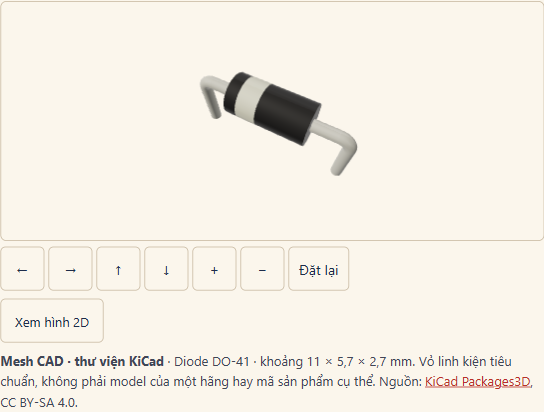 ← → ↑ ↓ + − Đặt lại
Xem hình 2D
Mesh CAD · thư viện KiCad · Diode DO-41 · khoảng 11 × 5,7 × 2,7 mm. Vỏ linh kiện tiêu
chuẩn, không phải model của một hãng hay mã sản phẩm cụ thể. Nguồn: KiCad Packages3D,
CC BY-SA 4.0.